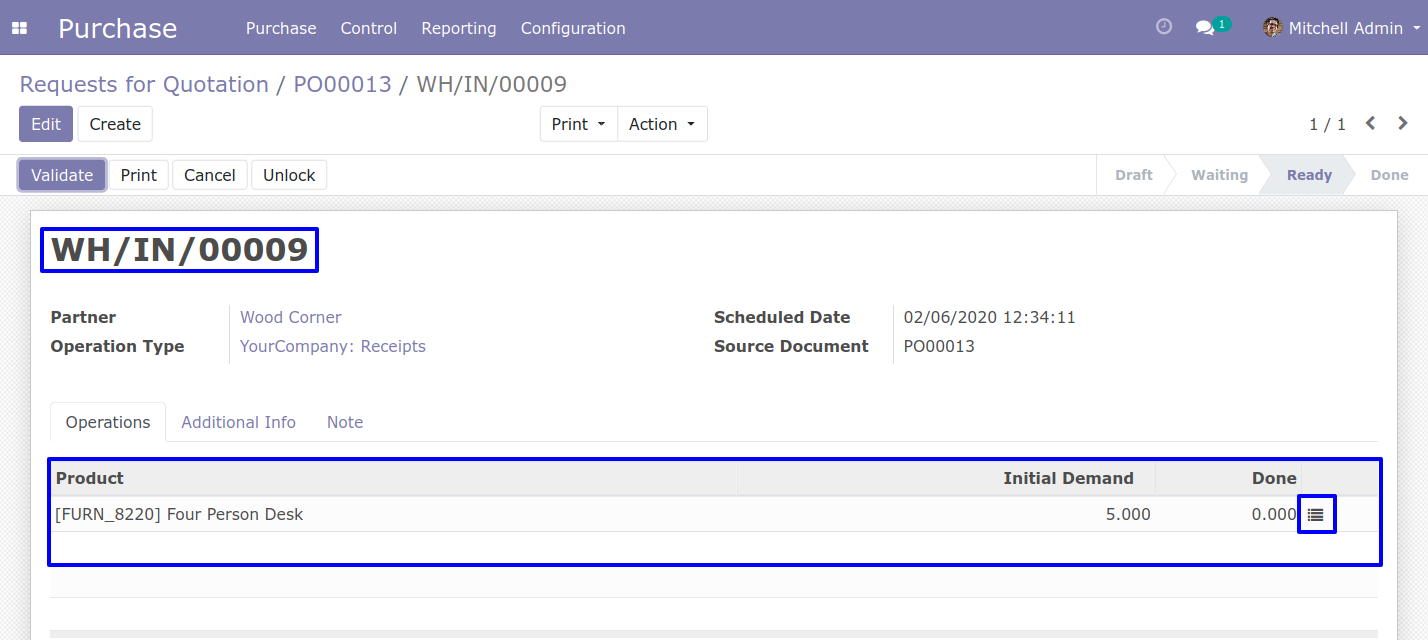 Purchase Purchase Control Reporting Configuration 1 Mitchell Admin
Requests for Quotation / PO00013 / WH/IN/00009
Edit Create Print Action 1 / 1
Validate Print Cancel Unlock Draft Waiting Ready Done
WH/IN/00009
Partner Wood Corner Scheduled Date 02/06/2020 12:34:11
Operation Type YourCompany: Receipts Source Document PO00013
Operations Additional Info Note
Product Initial Demand Done
[FURN_8220] Four Person Desk 5.000 0.000